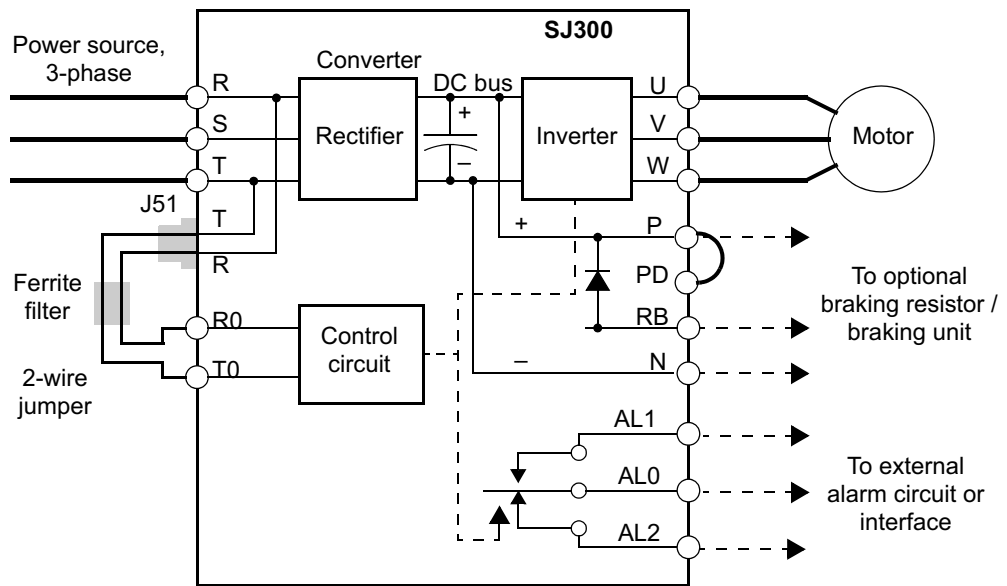 SJ300
Power source,
3-phase
R
S
T
Converter
DC bus
+
–
Rectifier
Inverter
U
V
W
Motor
J51
T
R
Ferrite
filter
2-wire
jumper
R0
T0
Control
circuit
+
–
P
PD
RB
N
To optional
braking resistor /
braking unit
AL1
AL0
AL2
To external
alarm circuit or
interface